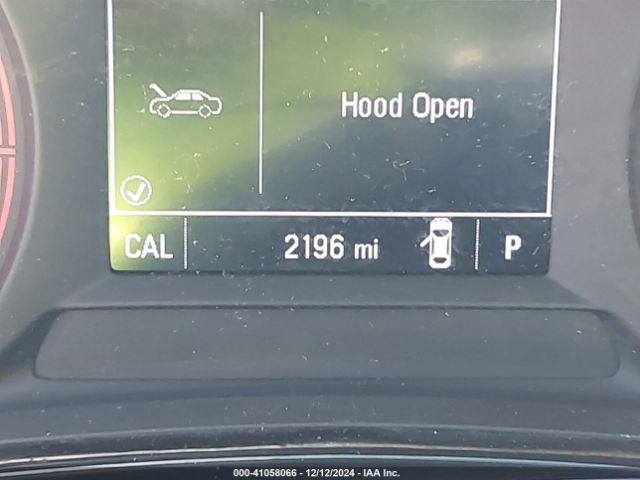 Hood Open
CAL 2196 mi P
000-41058066 - 12/12/2024 - IAA Inc.